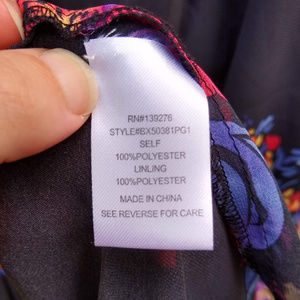 RN#139276
STYLE#BX50381PG1
SELF
100%POLYESTER
LINLING
100%POLYESTER
MADE IN CHINA
SEE REVERSE FOR CARE